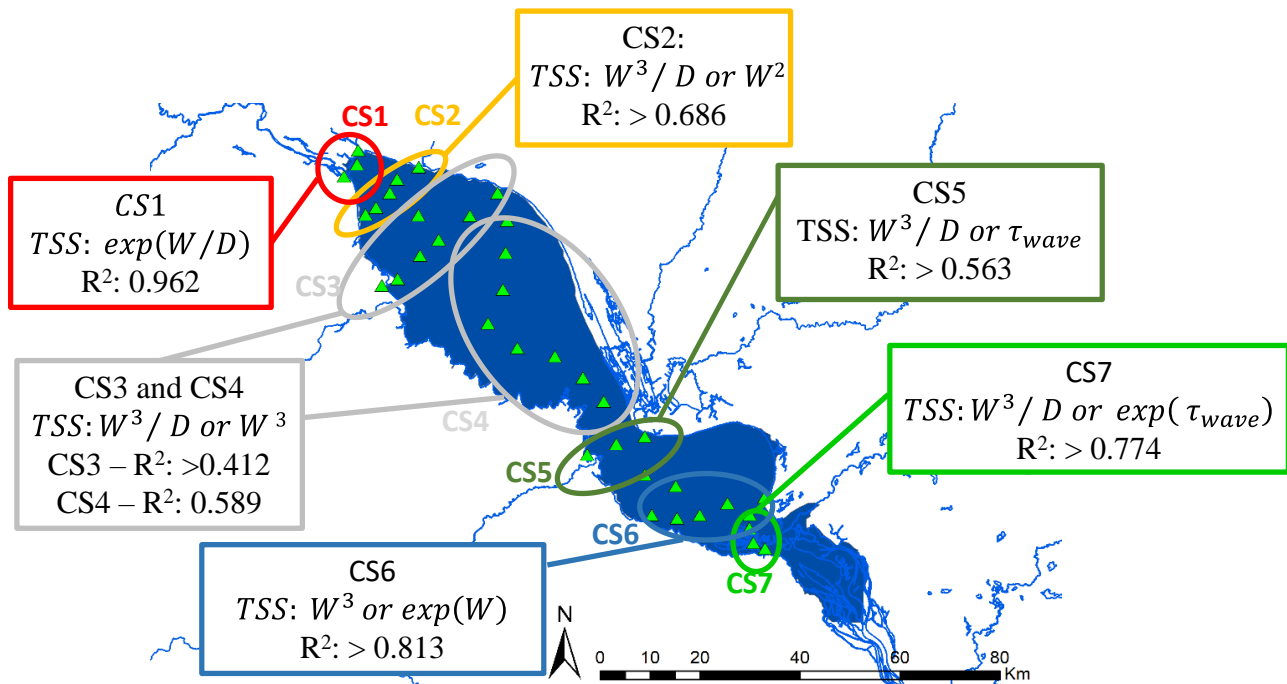 CS2:
TSS: W³/ D or W²
R²: > 0.686
CS1
CS2
CS1
TSS: exp(W/D)
R²: 0.962
CS5
TSS: W³/ D or τ_wave
R²: > 0.563
CS3
CS3 and CS4
TSS: W³/ D or W³
CS3 – R²: >0.412
CS4 – R²: 0.589
CS4
CS7
TSS: W³/ D or exp( τ_wave)
R²: > 0.774
CS5
CS6
CS7
CS6
TSS: W³ or exp(W)
R²: > 0.813
N
0 10 20 40 60 80
Km